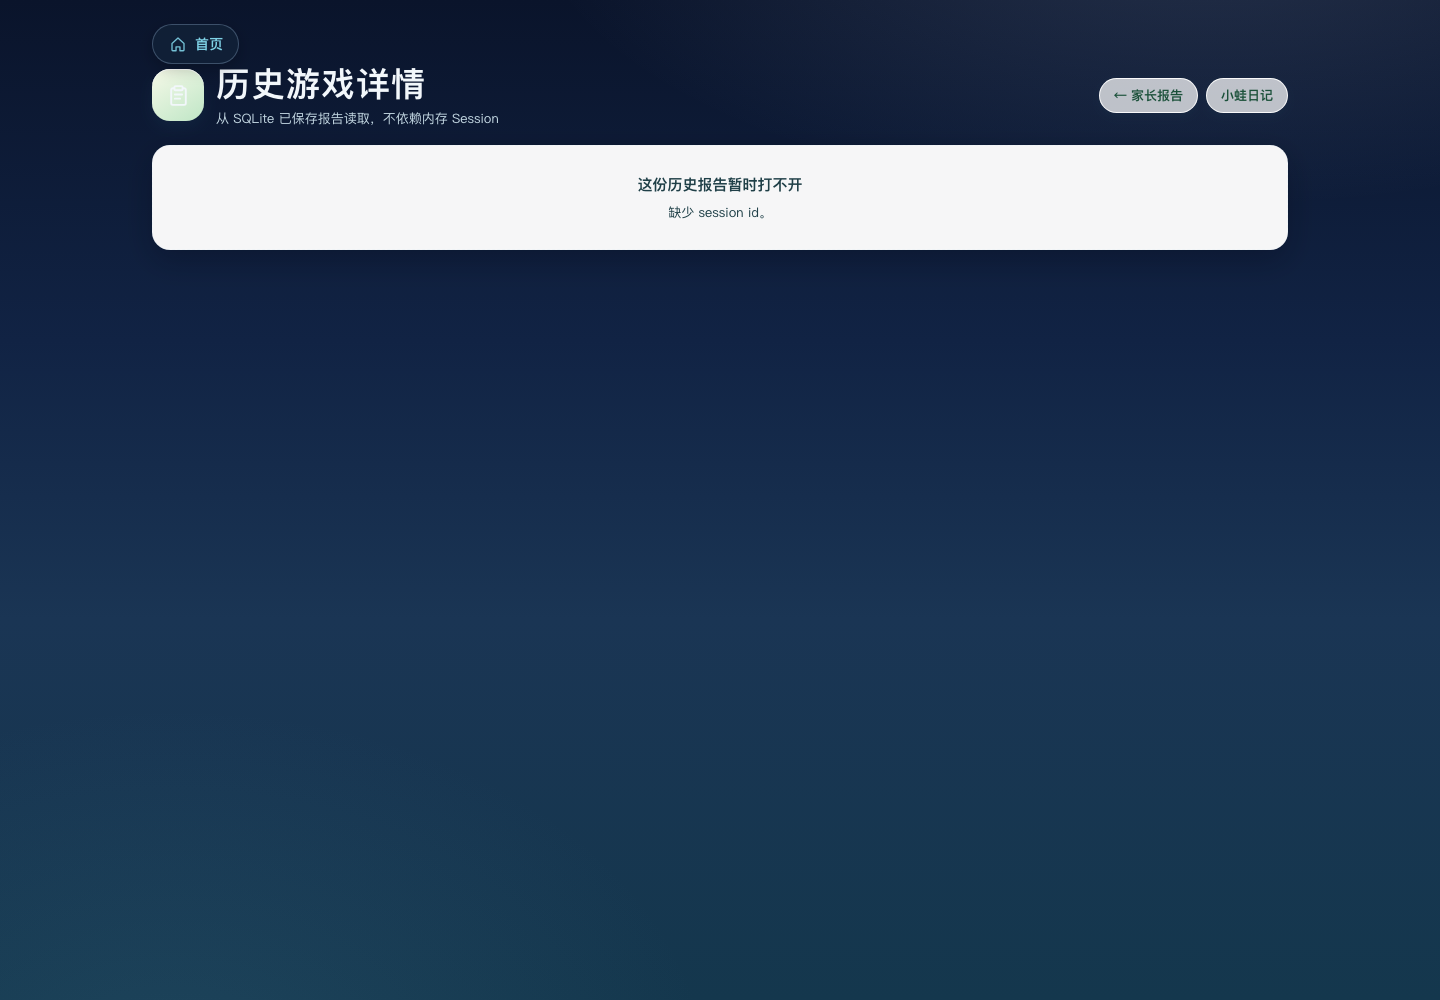 首页
历史游戏详情
从 SQLite 已保存报告读取，不依赖内存 Session
← 家长报告
小蛙日记
这份历史报告暂时打不开
缺少 session id。